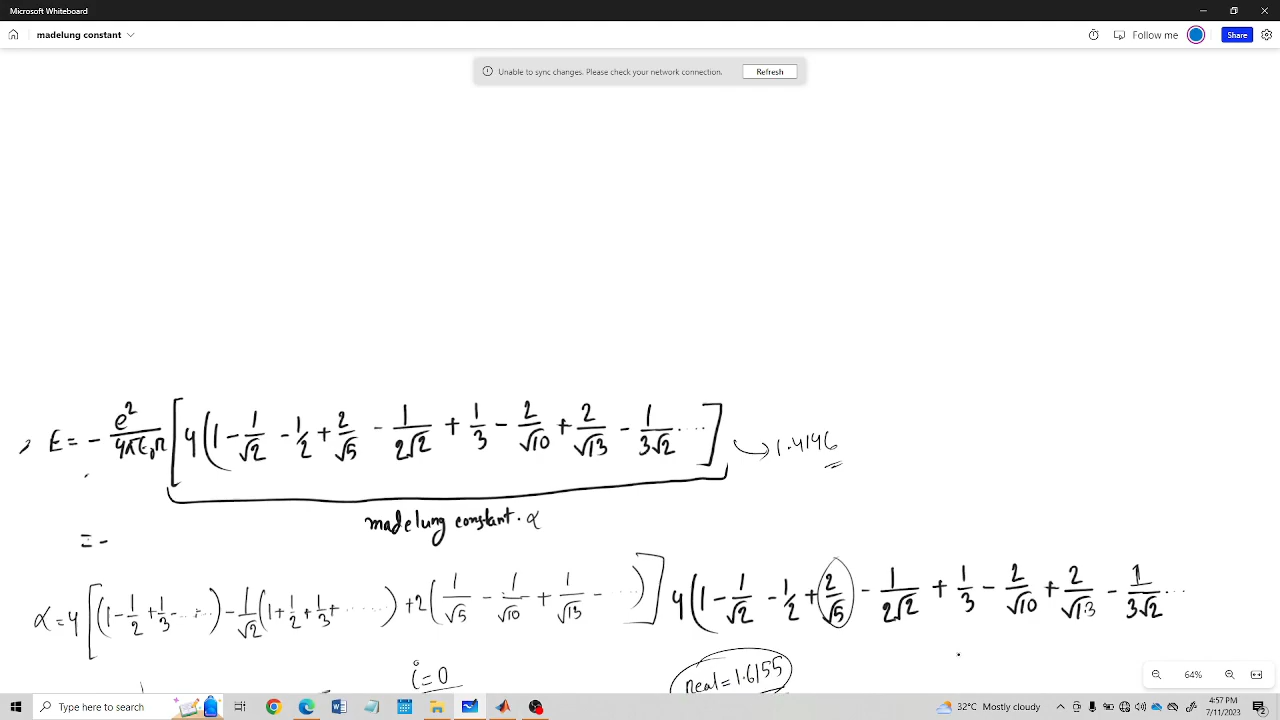 Microsoft Whiteboard
madelung constant
Follow me
Share
Unable to sync changes. Please check your network connection.
Refresh
, E = - e²/4πε₀r [4(1 - 1/√2 - 1/2 + 2/√5 - 1/2√2 + 1/3 - 2/√10 + 2/√13 - 1/3√2 ....] → 1.4146
madelung constant. α
= -
α = 4[(1 - 1/2 + 1/3 - ....) - 1/√2(1 + 1/2 + 1/3 + ......) + 2(1/√5 - 1/√10 + 1/√13 - ....)] 4(1 - 1/√2 - 1/2 + 2/√5 - 1/2√2 + 1/3 - 2/√10 + 2/√13 - 1/3√2 ...
i=0
real = 1.6155
64%
Type here to search
32°C Mostly cloudy
4:57 PM
7/11/2023